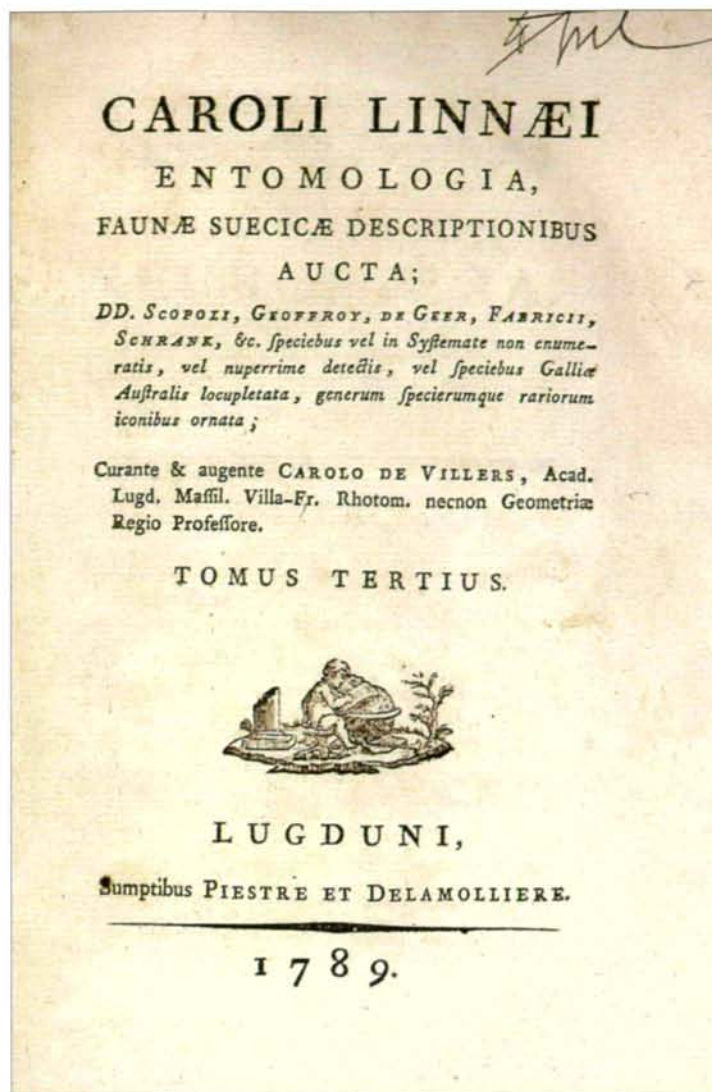 CAROLI LINNÆI
ENTOMOLOGIA,
FAUNÆ SUECICÆ DESCRIPTIONIBUS
AUCTA;
DD. SCOPOLI, GEOFFROY, DE GEER, FABRICII,
SCHRANK, &c. ſpeciebus vel in Syſtemate non enume-
ratis, vel nuperrime detectis, vel ſpeciebus Galliæ
Auſtralis locupletata, generum ſpecierumque rariorum
iconibus ornata;
Curante & augente CAROLO DE VILLERS, Acad.
Lugd. Maſſil. Villa-Fr. Rhotom. necnon Geometriæ
Regio Profeſſore.
TOMUS TERTIUS.
LUGDUNI,
Sumptibus PIESTRE ET DELAMOLLIERE.
1789.